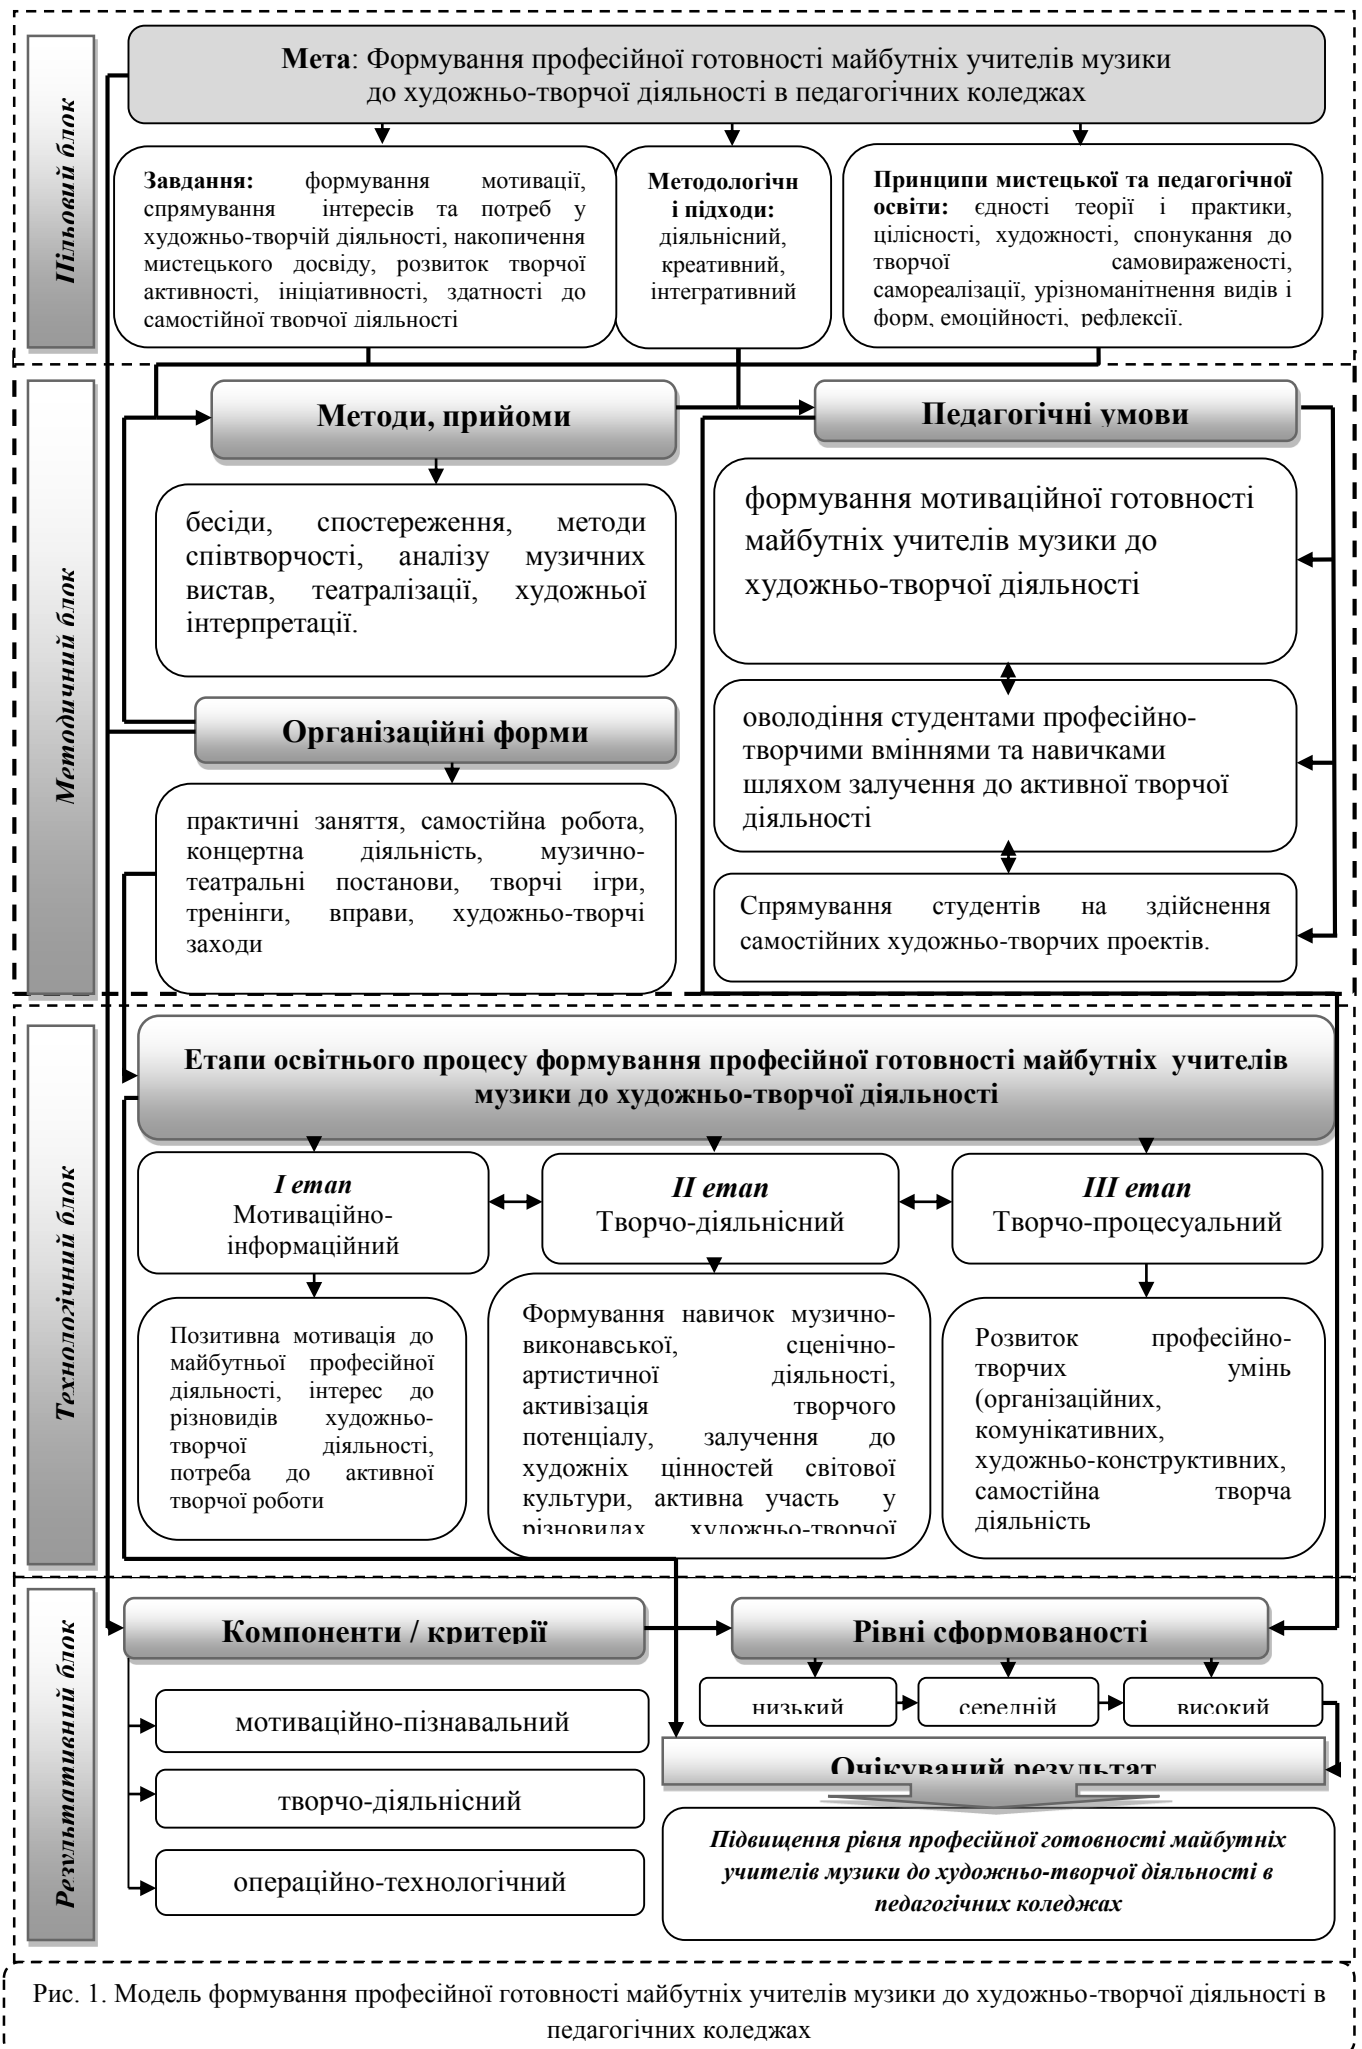 Мета: Формування професійної готовності майбутніх учителів музики
до художньо-творчої діяльності в педагогічних коледжах
Цільовий блок
Завдання: формування мотивації,
спрямування інтересів та потреб у
художньо-творчій діяльності, накопичення
мистецького досвіду, розвиток творчої
активності, ініціативності, здатності до
самостійної творчої діяльності
Методологічн
і підходи:
діяльнісний,
креативний,
інтегративний
Принципи мистецької та педагогічної
освіти: єдності теорії і практики,
цілісності, художності, спонукання до
творчої самовираженості,
самореалізації, урізноманітнення видів і
форм, емоційності, рефлексії.
Методичний блок
Методи, прийоми
бесіди, спостереження, методи
співтворчості, аналізу музичних
вистав, театралізації, художньої
інтерпретації.
Організаційні форми
практичні заняття, самостійна робота,
концертна діяльність, музично-
театральні постанови, творчі ігри,
тренінги, вправи, художньо-творчі
заходи
Педагогічні умови
формування мотиваційної готовності
майбутніх учителів музики до
художньо-творчої діяльності
оволодіння студентами професійно-
творчими вміннями та навичками
шляхом залучення до активної творчої
діяльності
Спрямування студентів на здійснення
самостійних художньо-творчих проектів.
Технологічний блок
Етапи освітнього процесу формування професійної готовності майбутніх учителів
музики до художньо-творчої діяльності
І етап
Мотиваційно-
інформаційний
ІІ етап
Творчо-діяльнісний
ІІІ етап
Творчо-процесуальний
Позитивна мотивація до
майбутньої професійної
діяльності, інтерес до
різновидів художньо-
творчої діяльності,
потреба до активної
творчої роботи
Формування навичок музично-
виконавської, сценічно-
артистичної діяльності,
активізація творчого
потенціалу, залучення до
художніх цінностей світової
культури, активна участь у
різновидах художньо-творчої
Розвиток професійно-
творчих умінь
(організаційних,
комунікативних,
художньо-конструктивних,
самостійна творча
діяльність
Результативний блок
Компоненти / критерії
мотиваційно-пізнавальний
творчо-діяльнісний
операційно-технологічний
Рівні сформованості
низький
середній
високий
Очікуваний результат
Підвищення рівня професійної готовності майбутніх
учителів музики до художньо-творчої діяльності в
педагогічних коледжах
Рис. 1. Модель формування професійної готовності майбутніх учителів музики до художньо-творчої діяльності в
педагогічних коледжах